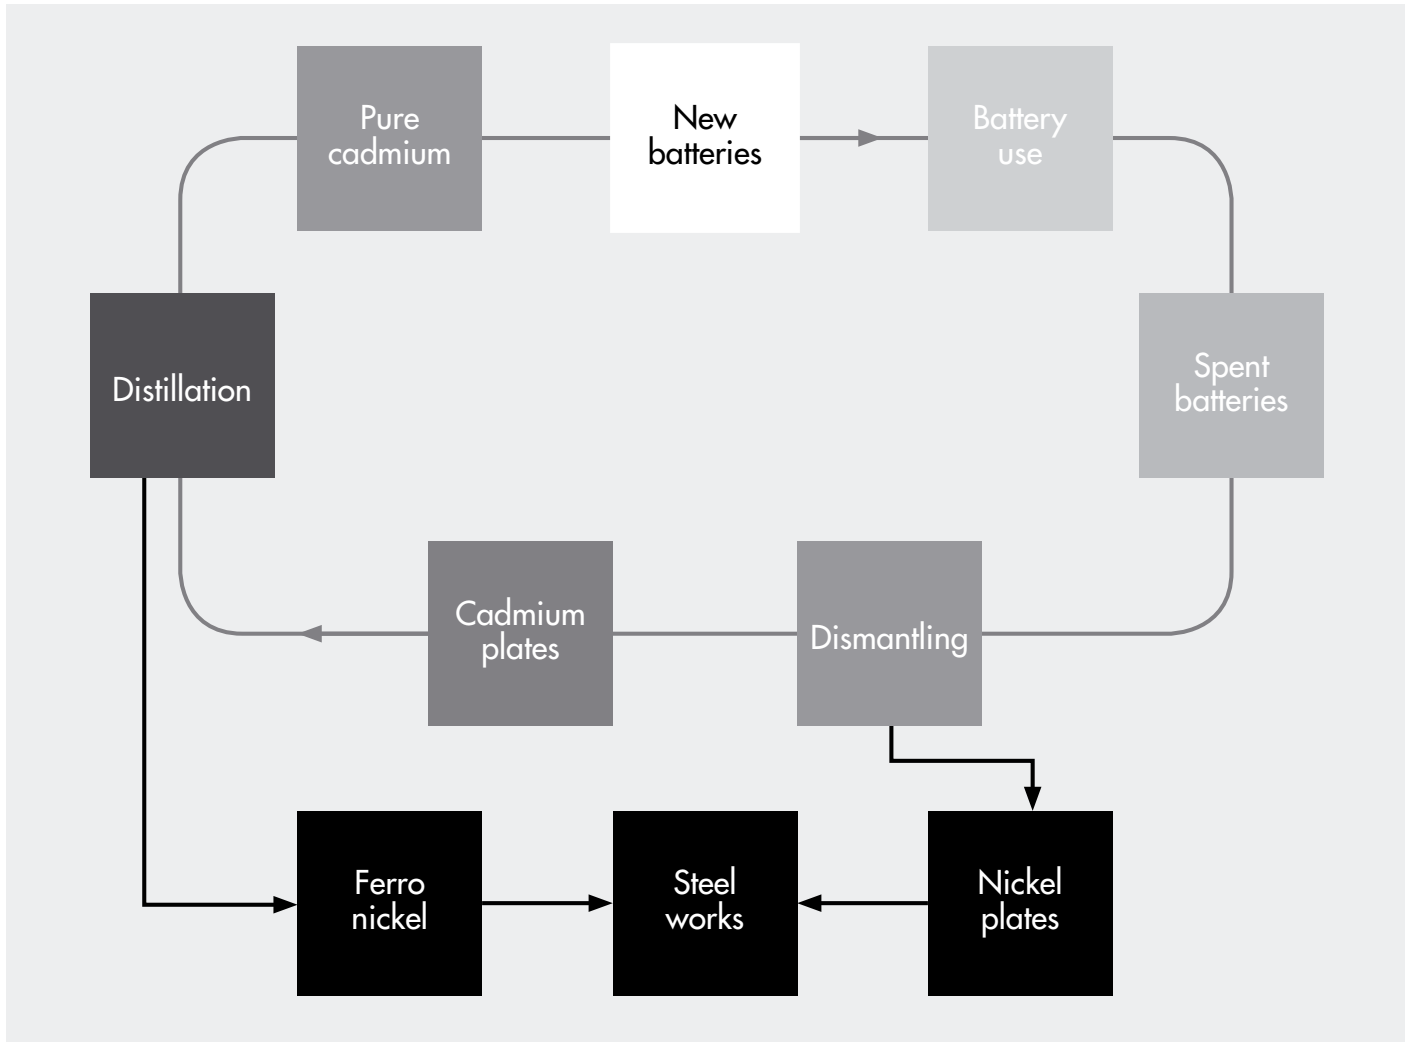 Pure
cadmium
New
batteries
Battery
use
Distillation
Spent
batteries
Cadmium
plates
Dismantling
Ferro
nickel
Steel
works
Nickel
plates